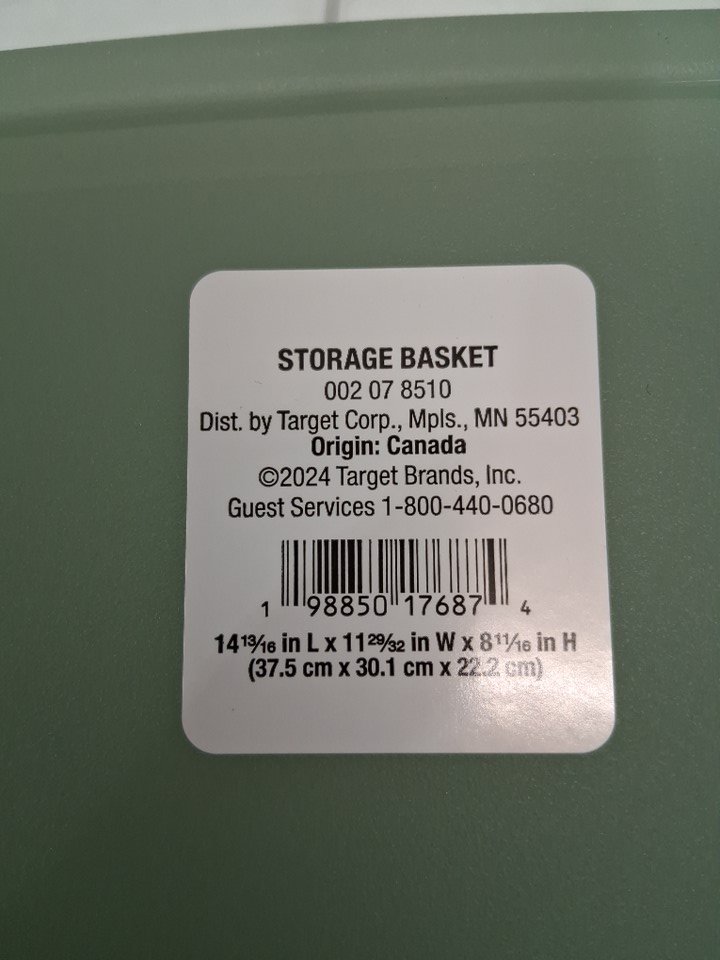 STORAGE BASKET
002 07 8510
Dist. by Target Corp., Mpls., MN 55403
Origin: Canada
©2024 Target Brands, Inc.
Guest Services 1-800-440-0680
1 98850 17687 4
14 13/16 in L x 11 29/32 in W x 8 11/16 in H
(37.5 cm x 30.1 cm x 22.2 cm)